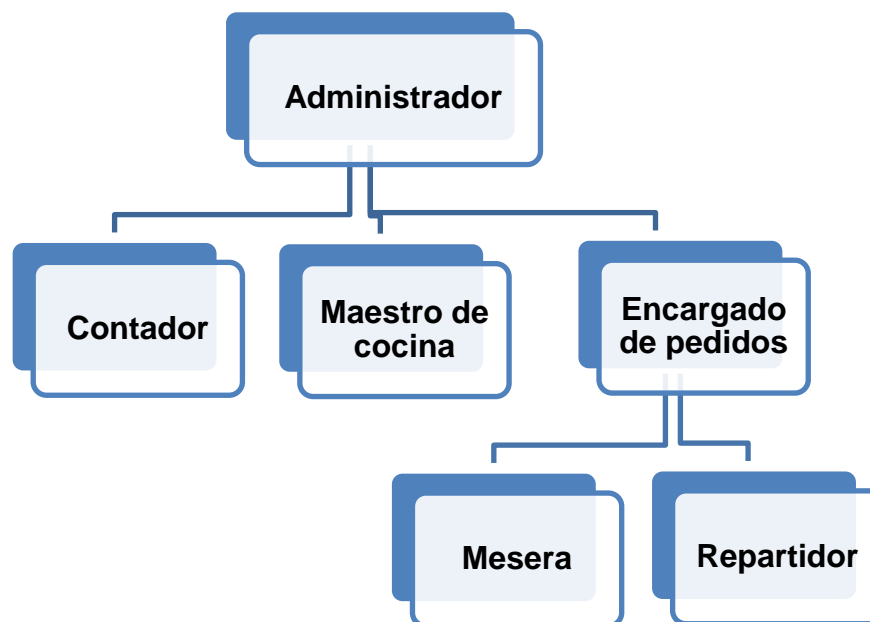 Administrador
Contador
Maestro de
cocina
Encargado
de pedidos
Mesera
Repartidor